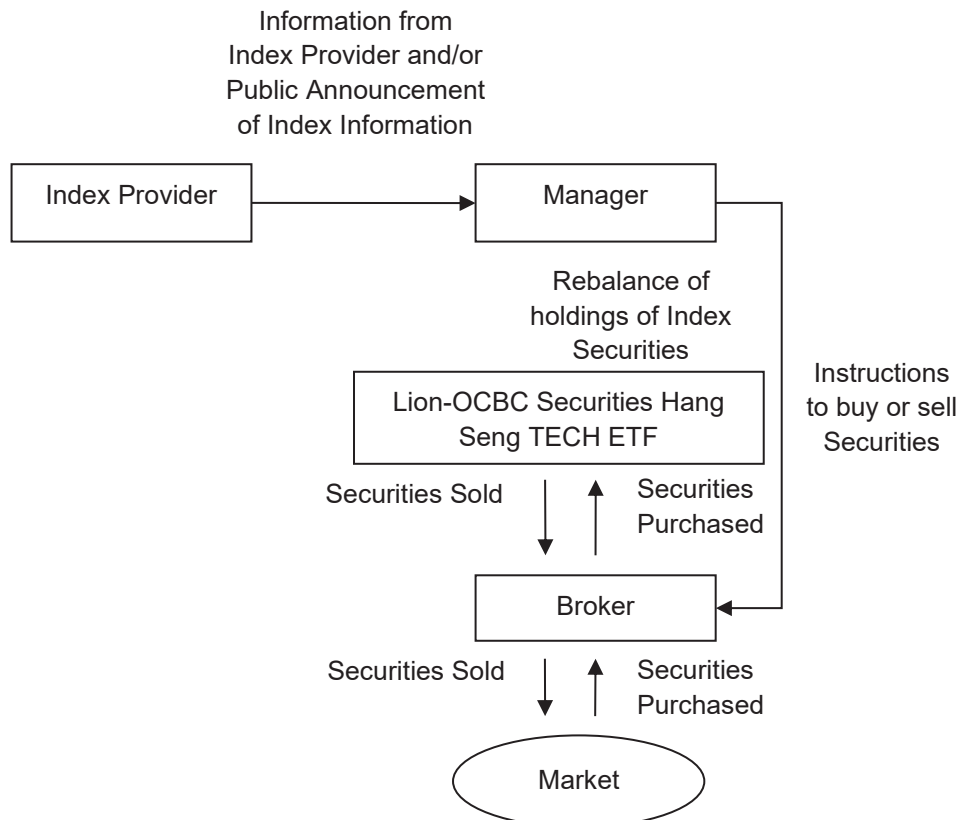 Information from
Index Provider and/or
Public Announcement
of Index Information
Index Provider
Manager
Rebalance of
holdings of Index
Securities
Instructions
to buy or sell
Securities
Lion-OCBC Securities Hang
Seng TECH ETF
Securities Sold
Securities
Purchased
Broker
Securities Sold
Securities
Purchased
Market